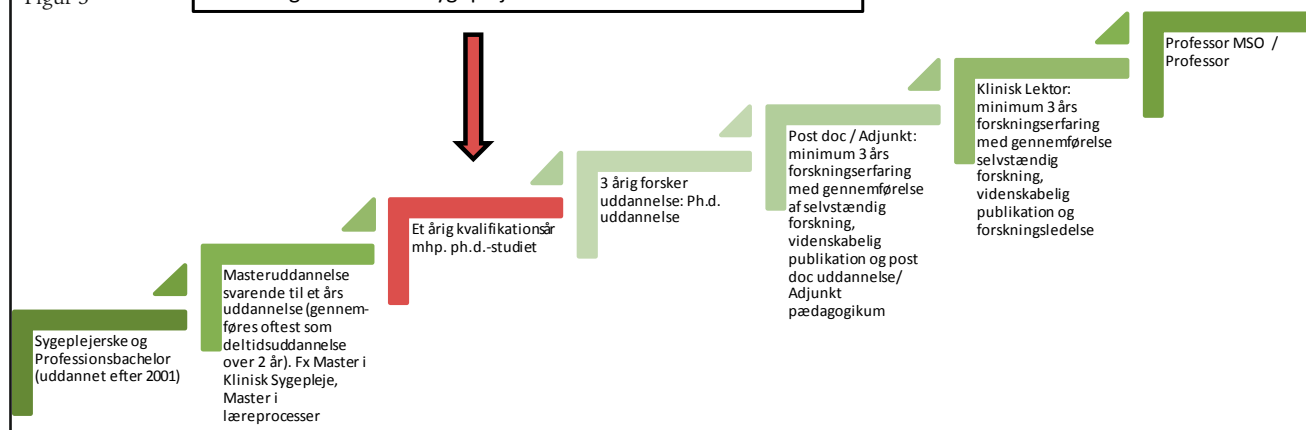 Sygeplejerske og
Professionsbachelor
(uddannet efter 2001)
Masteruddannelse
svarende til et års
uddannelse (gennem-
føres oftest som
deltidsuddannelse
over 2 år). Fx Master i
Klinisk Sygepleje,
Master i
læreprocesser
Et årig kvalifikationsår
mhp. ph.d.-studiet
3 årig forsker
uddannelse: Ph.d.
uddannelse
Post doc / Adjunkt:
minimum 3 års
forskningserfaring
med gennemførelse
af selvstændig
forskning,
videnskabelig
publikation og post
doc uddannelse/
Adjunkt
pædagogikum
Klinisk Lektor:
minimum 3 års
forskningserfaring
med gennemførelse
selvstændig
forskning,
videnskabelig
publikation og
forskningsledelse
Professor MSO /
Professor